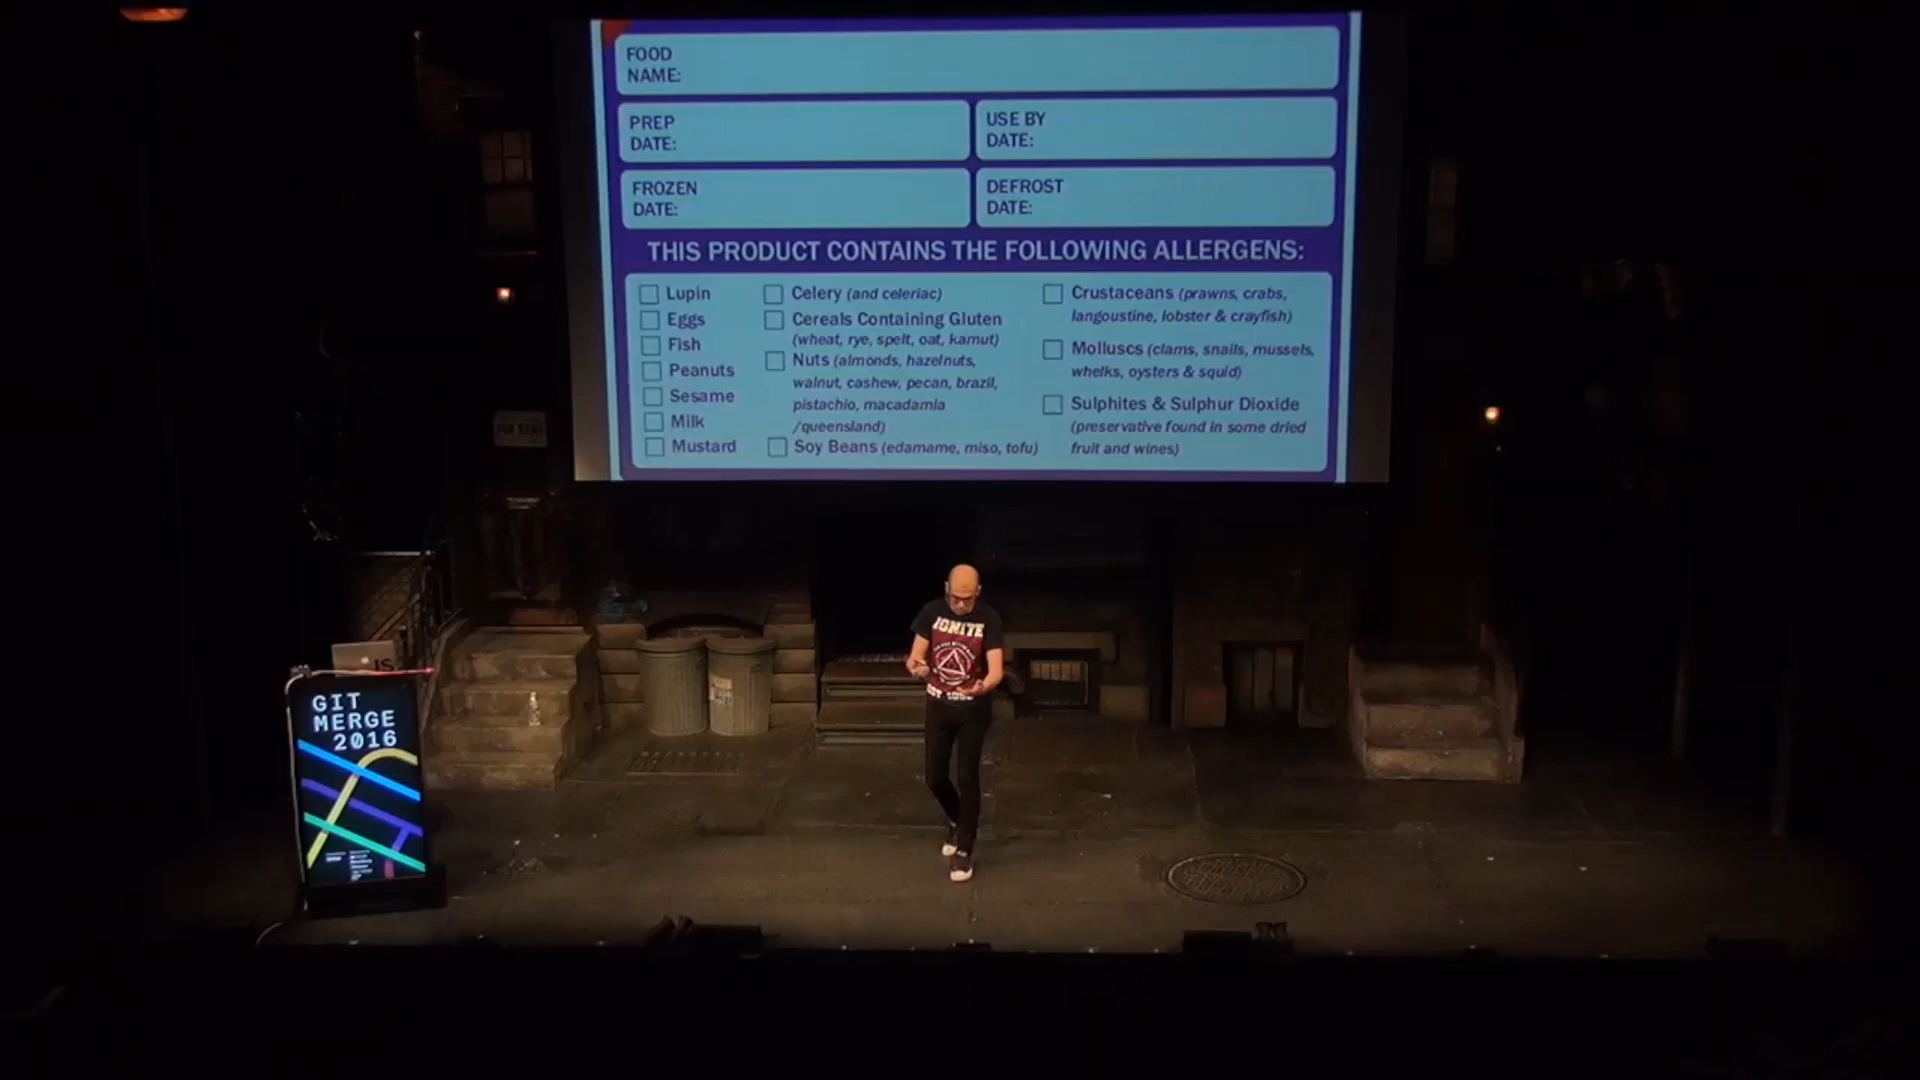 FOOD
NAME:
PREP
DATE:
USE BY
DATE:
FROZEN
DATE:
DEFROST
DATE:
THIS PRODUCT CONTAINS THE FOLLOWING ALLERGENS:
Lupin
Eggs
Fish
Peanuts
Sesame
Milk
Mustard
Celery (and celeriac)
Cereals Containing Gluten
(wheat, rye, spelt, oat, kamut)
Nuts (almonds, hazelnuts,
walnut, cashew, pecan, brazil,
pistachio, macadamia
/queensland)
Soy Beans (edamame, miso, tofu)
Crustaceans (prawns, crabs,
langoustine, lobster & crayfish)
Molluscs (clams, snails, mussels,
whelks, oysters & squid)
Sulphites & Sulphur Dioxide
(preservative found in some dried
fruit and wines)
FOR RENT
IGNITE
JS
GIT
MERGE
2016